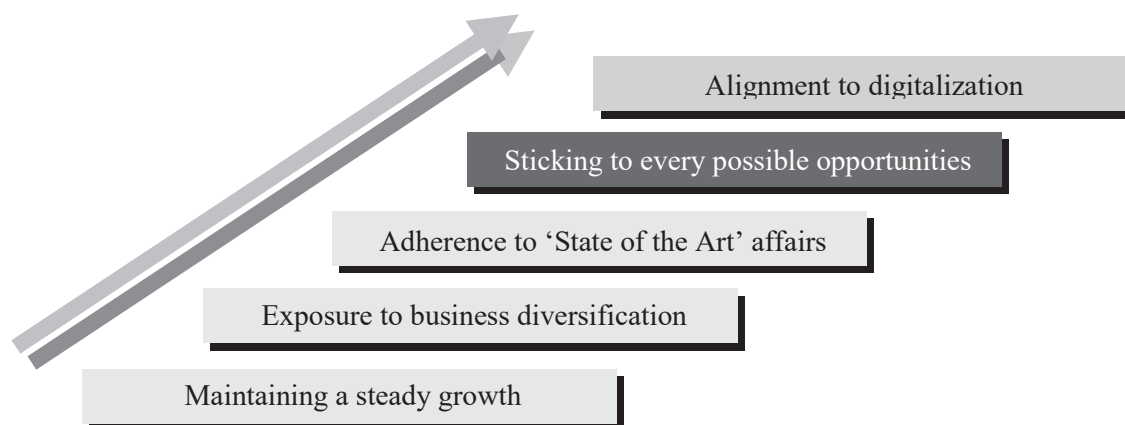 Alignment to digitalization
Sticking to every possible opportunities
Adherence to ‘State of the Art’ affairs
Exposure to business diversification
Maintaining a steady growth